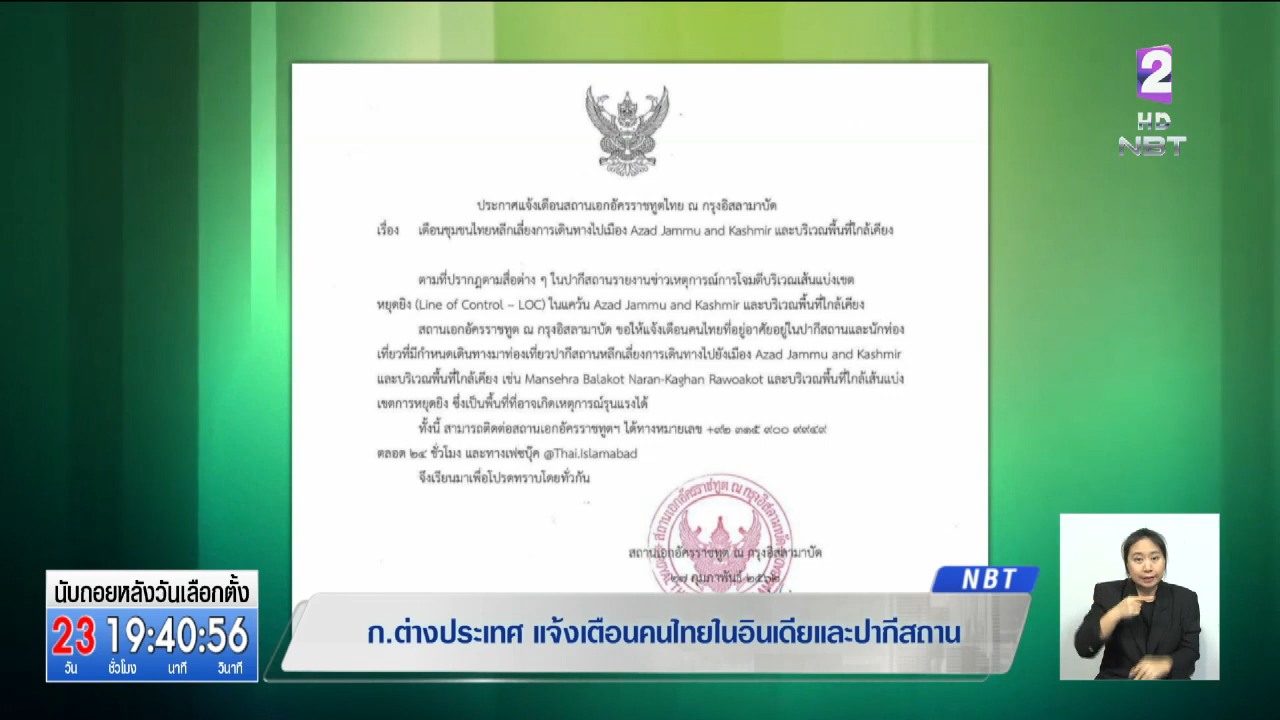 2
HD
NBT
ประกาศแจ้งเตือนสถานเอกอัครราชทูตไทย ณ กรุงอิสลามาบัด
เรื่อง เตือนชุมชนไทยหลีกเลี่ยงการเดินทางไปเมือง Azad Jammu and Kashmir และบริเวณพื้นที่ใกล้เคียง
ตามที่ปรากฏตามสื่อต่าง ๆ ในปากีสถานรายงานข่าวเหตุการณ์การโจมตีบริเวณเส้นแบ่งเขต
หยุดยิง (Line of Control – LOC) ในแคว้น Azad Jammu and Kashmir และบริเวณพื้นที่ใกล้เคียง
สถานเอกอัครราชทูต ณ กรุงอิสลามาบัด ขอให้แจ้งเตือนคนไทยที่อยู่อาศัยอยู่ในปากีสถานและนักท่อง
เที่ยวที่มีกำหนดเดินทางมาท่องเที่ยวปากีสถานหลีกเลี่ยงการเดินทางไปยังเมือง Azad Jammu and Kashmir
และบริเวณพื้นที่ใกล้เคียง เช่น Mansehra Balakot Naran-Kaghan Rawoakot และบริเวณพื้นที่ใกล้เส้นแบ่ง
เขตการหยุดยิง ซึ่งเป็นพื้นที่ที่อาจเกิดเหตุการณ์รุนแรงได้
ทั้งนี้ สามารถติดต่อสถานเอกอัครราชทูตฯ ได้ทางหมายเลข +๙๒ ๓๑๕ ๙๐๐ ๙๙๔๙
ตลอด ๒๔ ชั่วโมง และทางเฟซบุ๊ค @Thai.Islamabad
จึงเรียนมาเพื่อโปรดทราบโดยทั่วกัน
สถานเอกอัครราชทูต ณ กรุงอิสลามาบัด
๒๗ กุมภาพันธ์ ๒๕๖๒
NBT
ก.ต่างประเทศ แจ้งเตือนคนไทยในอินเดียและปากีสถาน
นับถอยหลังวันเลือกตั้ง
23 19:40:56
วัน ชั่วโมง นาที วินาที